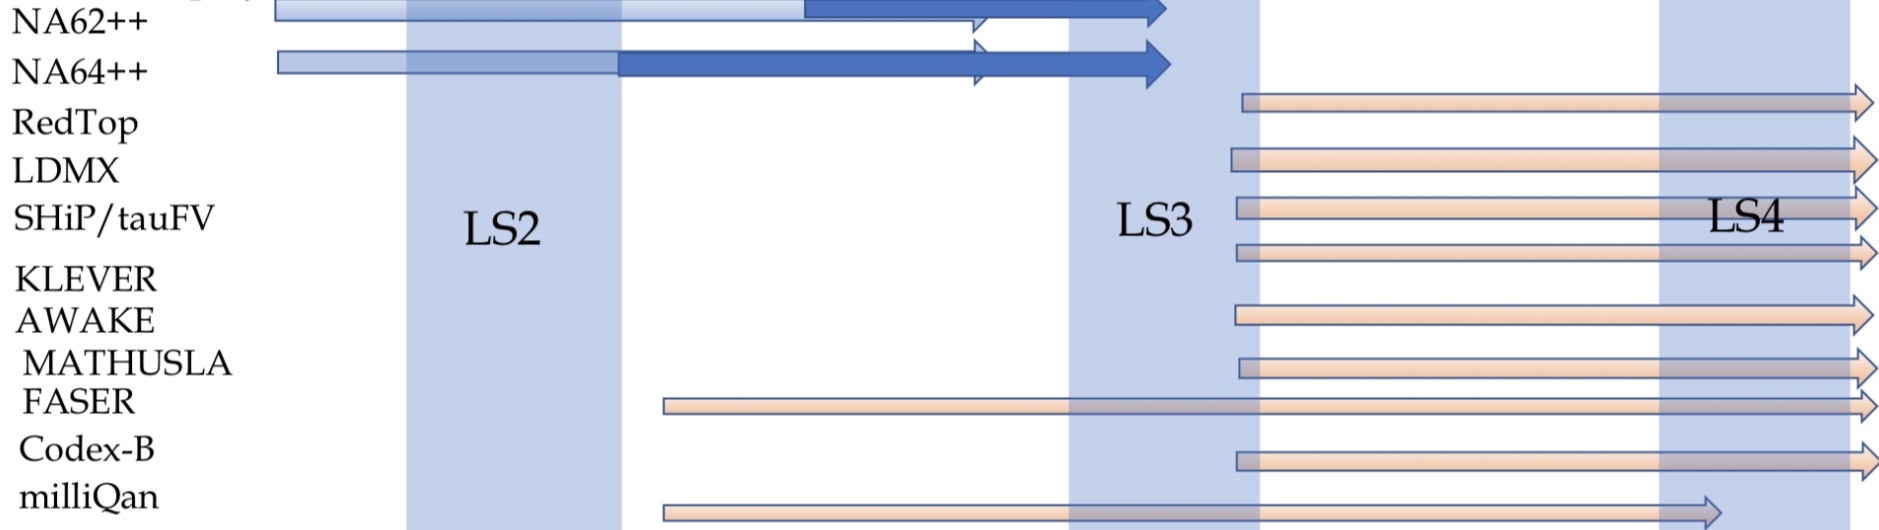 NA62++
NA64++
RedTop
LDMX
SHiP/tauFV
LS2
LS3
LS4
KLEVER
AWAKE
MATHUSLA
FASER
Codex-B
milliQan